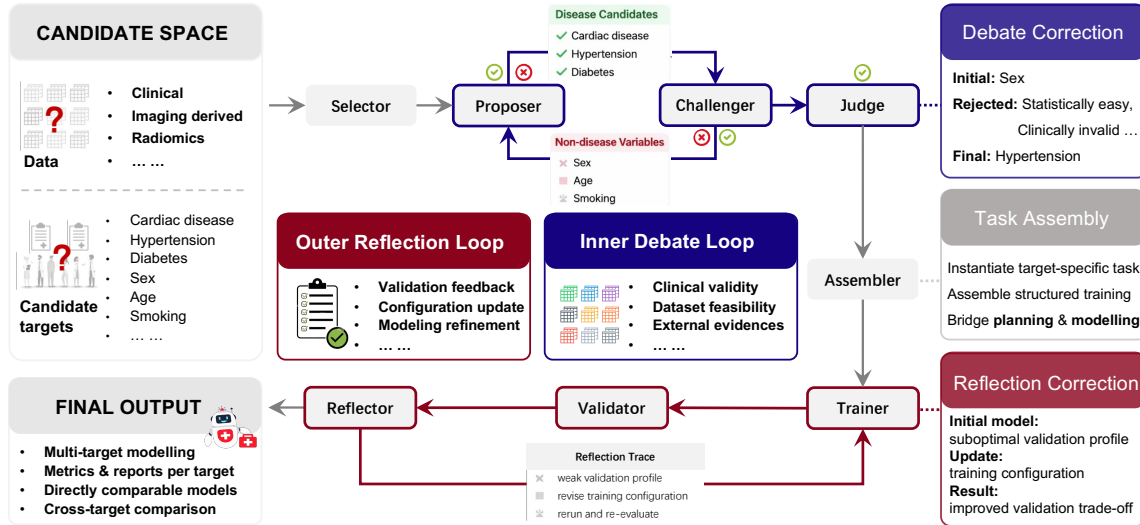 CANDIDATE SPACE
?
Data
• Clinical
• Imaging derived
• Radiomics
• … …
?
Candidate
targets
• Cardiac disease
• Hypertension
• Diabetes
• Sex
• Age
• Smoking
• … …
Selector
Proposer
Disease Candidates
Cardiac disease
Hypertension
Diabetes
Non-disease Variables
Sex
Age
Smoking
Challenger
Judge
Debate Correction
Initial: Sex
Rejected: Statistically easy,
Clinically invalid …
Final: Hypertension
Outer Reflection Loop
• Validation feedback
• Configuration update
• Modeling refinement
• … …
Inner Debate Loop
• Clinical validity
• Dataset feasibility
• External evidences
• … …
Assembler
Task Assembly
Instantiate target-specific task
Assemble structured training
Bridge planning & modelling
FINAL OUTPUT
• Multi-target modelling
• Metrics & reports per target
• Directly comparable models
• Cross-target comparison
Reflector
Validator
Trainer
Reflection Trace
weak validation profile
revise training configuration
rerun and re-evaluate
Reflection Correction
Initial model:
suboptimal validation profile
Update:
training configuration
Result:
improved validation trade-off